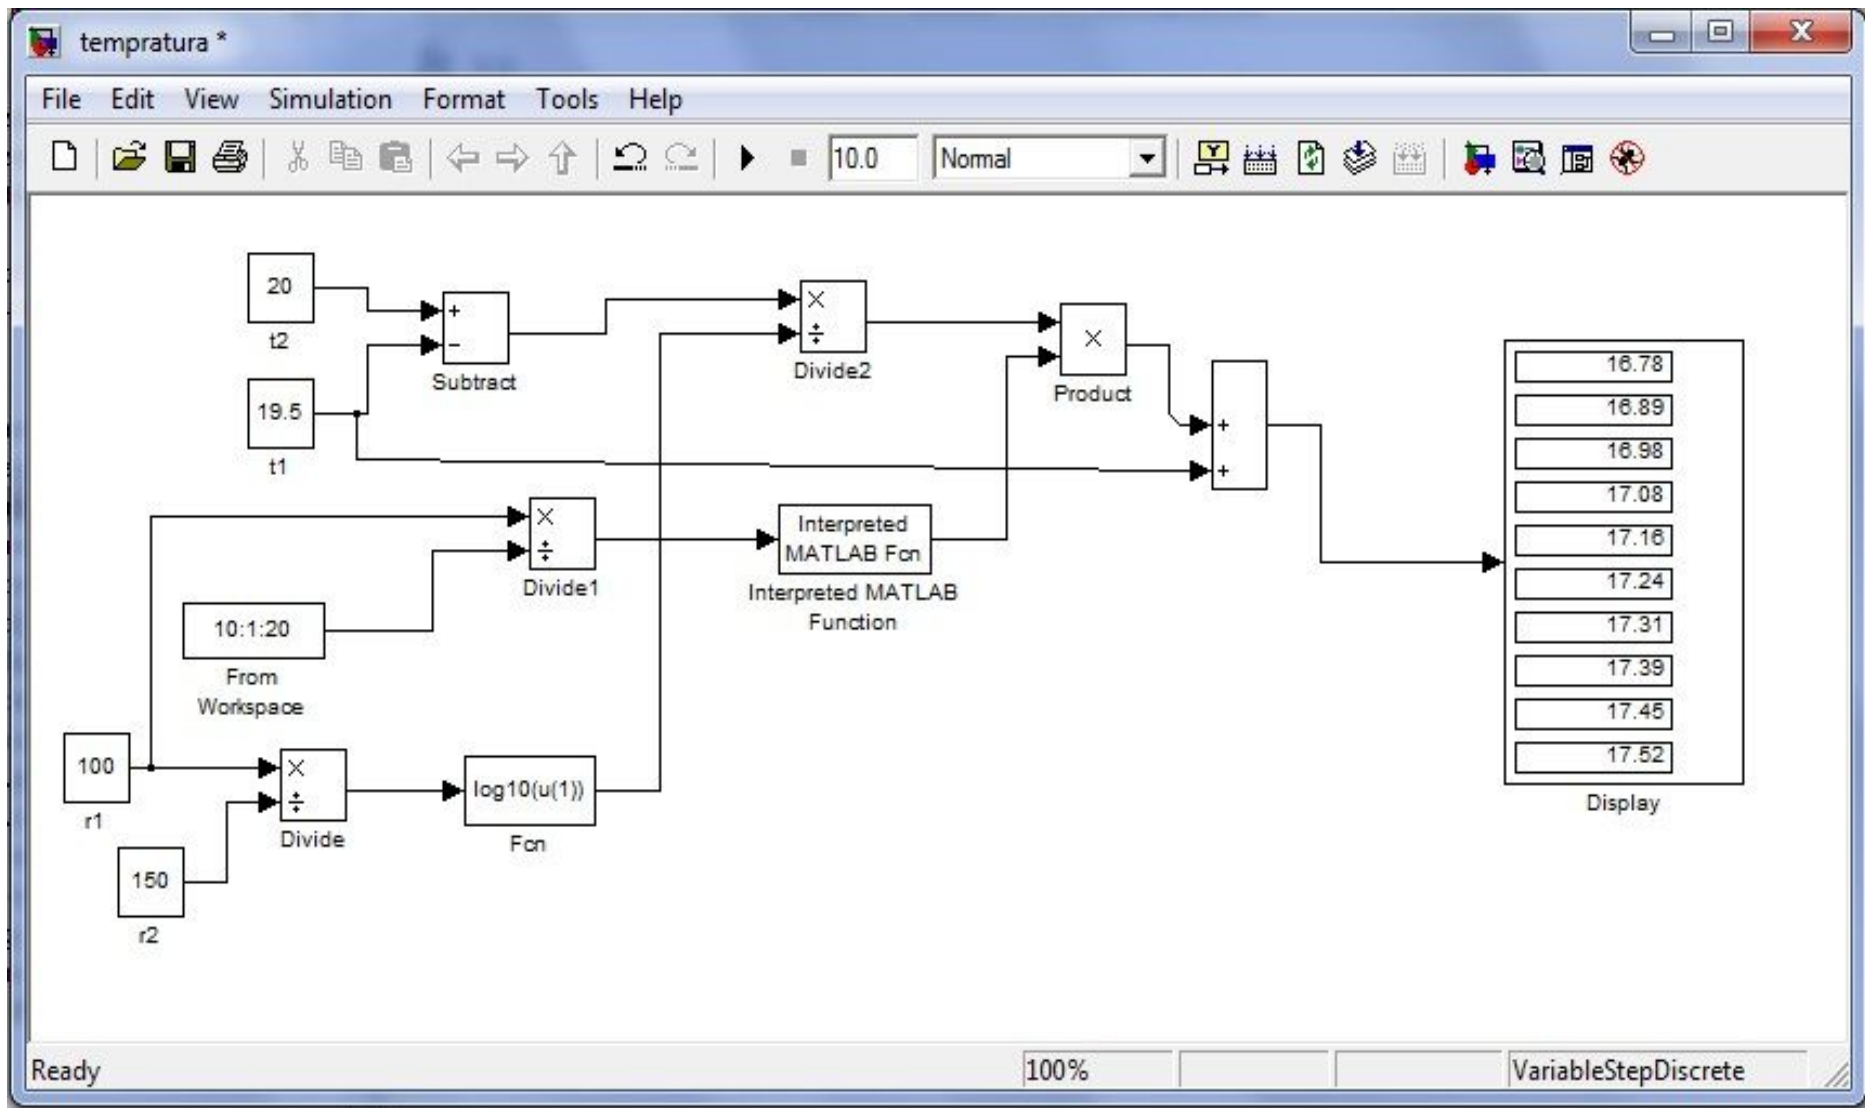 tempratura *
File Edit View Simulation Format Tools Help
10.0 Normal
20
t2
19.5
t1
+
−
Subtract
×
÷
Divide2
×
Product
+
+
×
÷
Divide1
Interpreted
MATLAB Fcn
Interpreted MATLAB
Function
10:1:20
From
Workspace
100
r1
150
r2
×
÷
Divide
log10(u(1))
Fcn
16.78
16.89
16.98
17.08
17.16
17.24
17.31
17.39
17.45
17.52
Display
Ready 100% VariableStepDiscrete